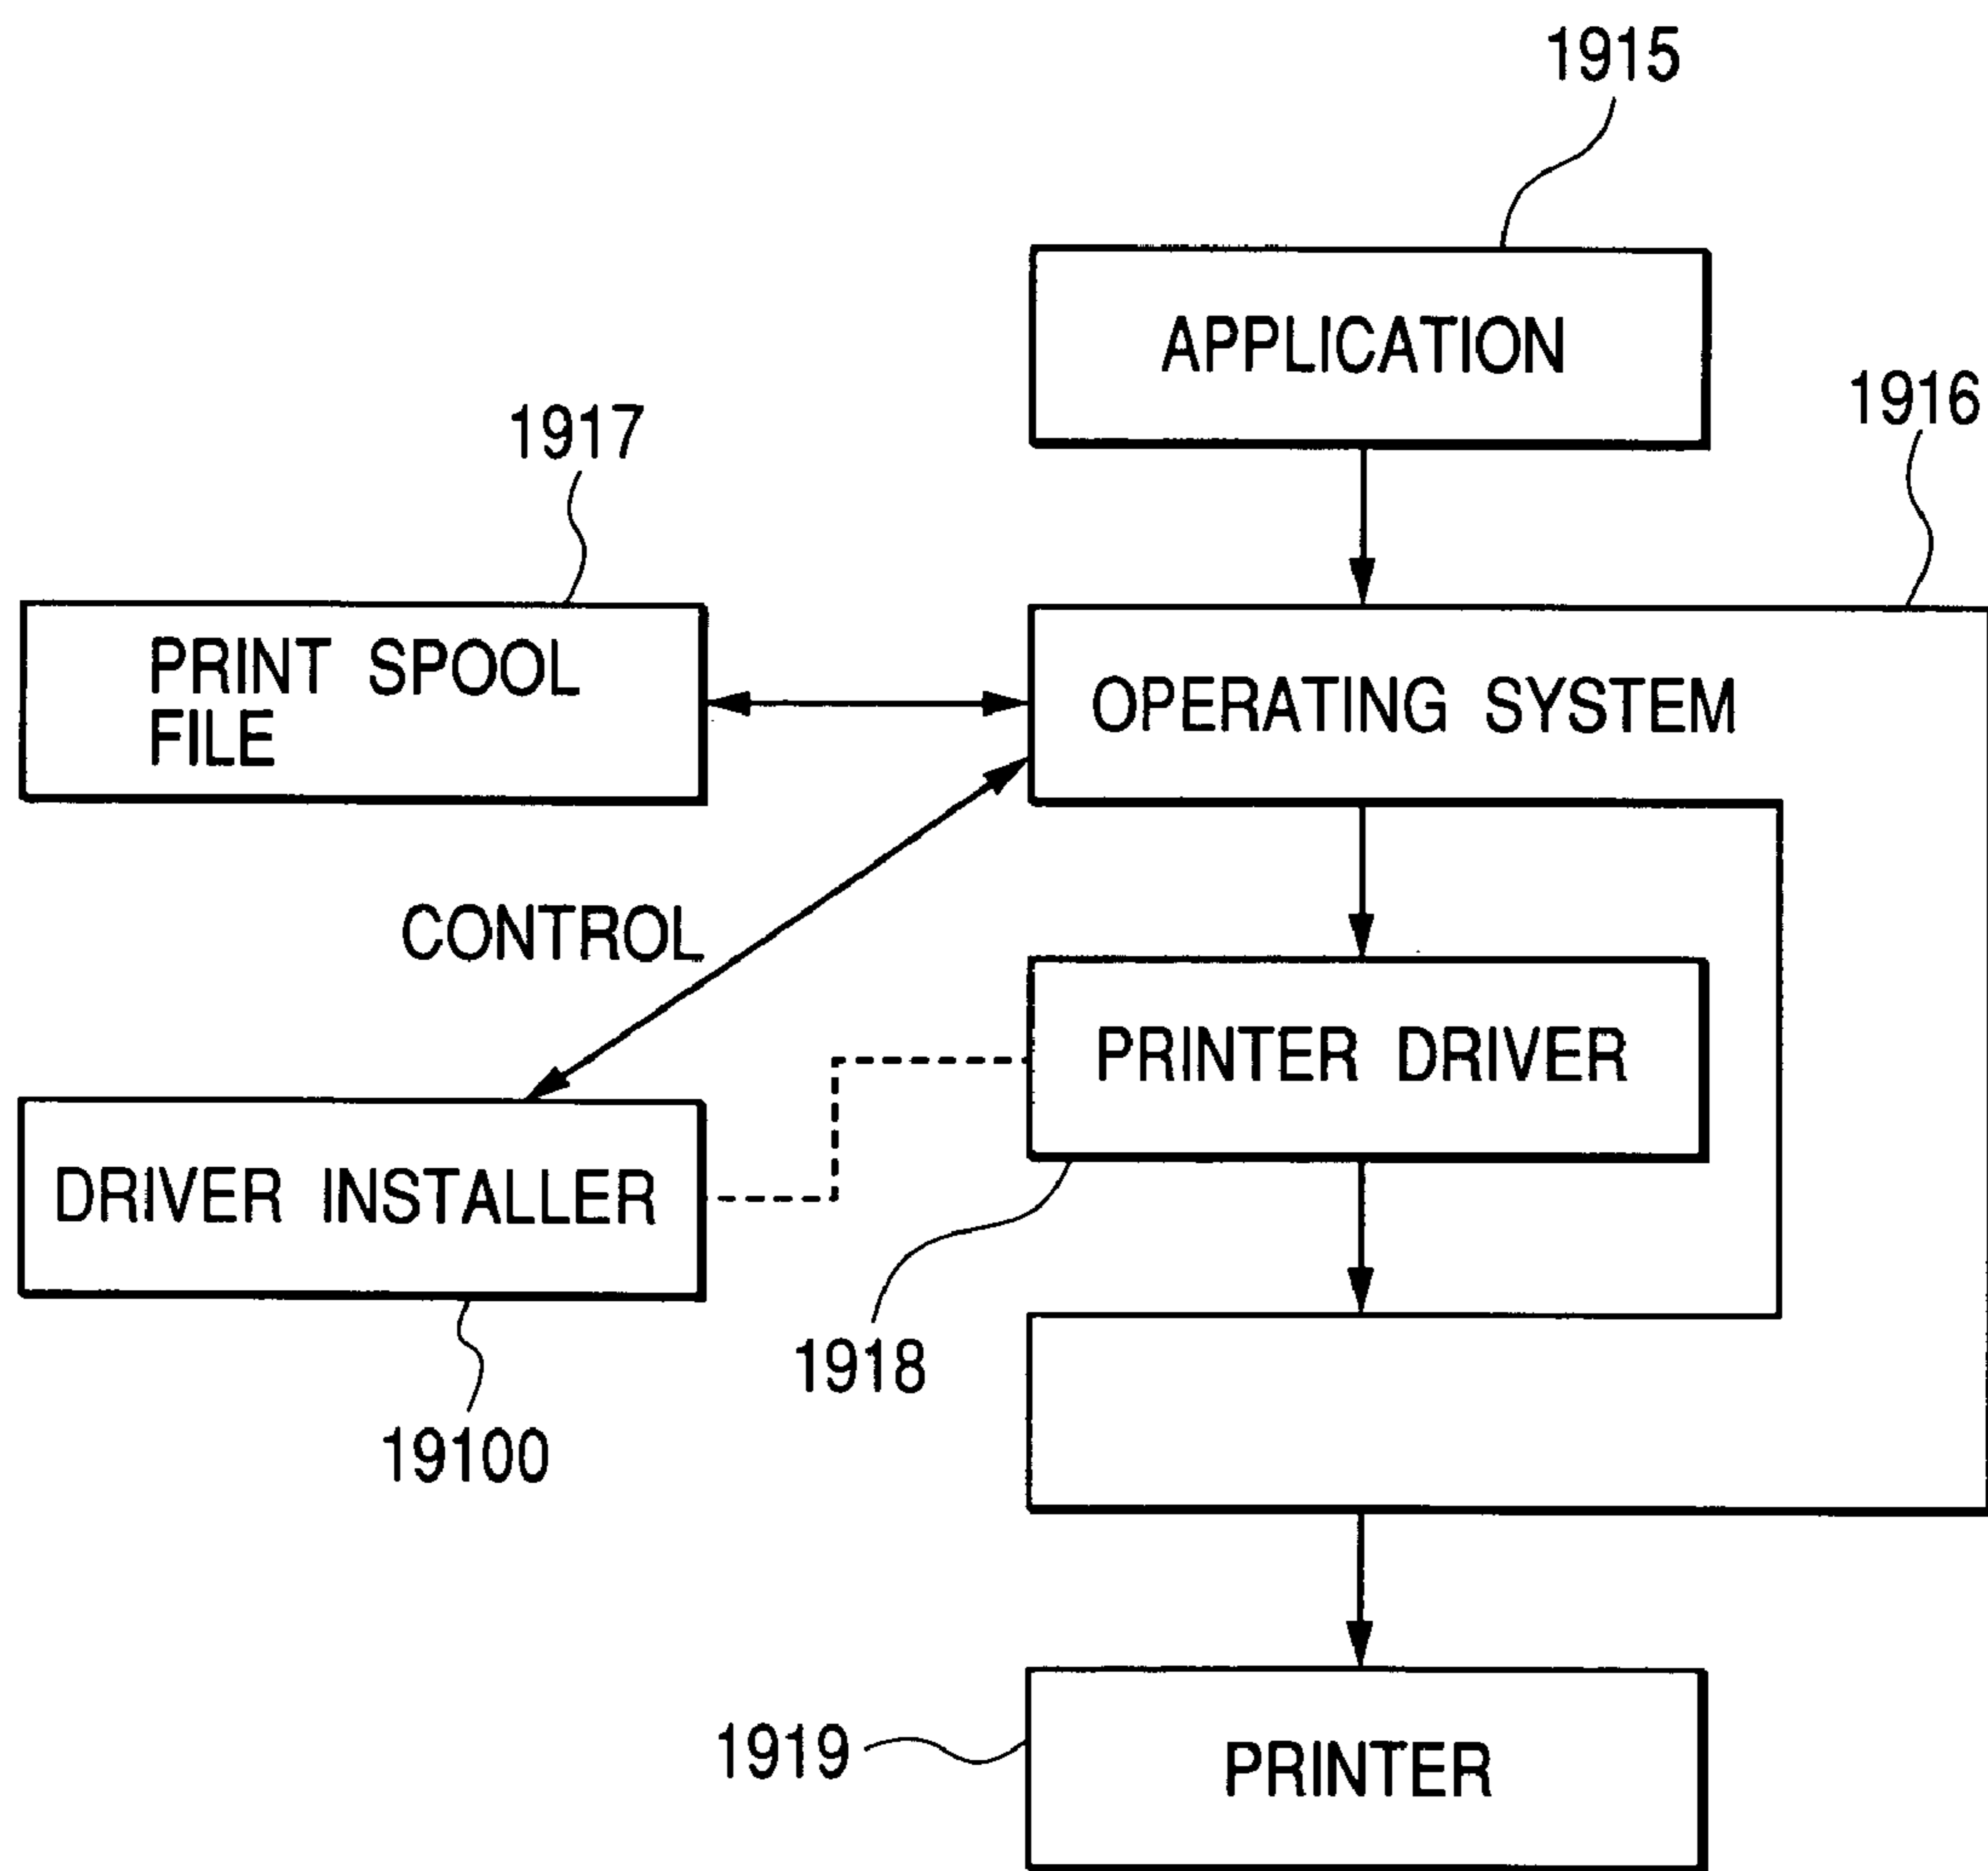 1915
APPLICATION
1916
1917
PRINT SPOOL
FILE
OPERATING SYSTEM
CONTROL
PRINTER DRIVER
DRIVER INSTALLER
1918
19100
1919
PRINTER